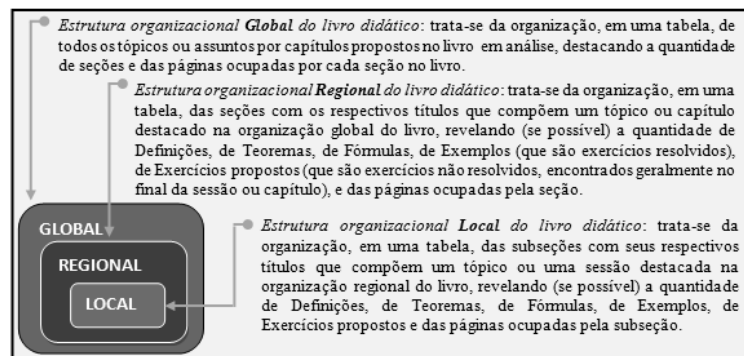 Estrutura organizacional Global do livro didático: trata-se da organização, em uma tabela, de
todos os tópicos ou assuntos por capítulos propostos no livro em análise, destacando a quantidade
de seções e das páginas ocupadas por cada seção no livro.
Estrutura organizacional Regional do livro didático: trata-se da organização, em uma
tabela, das seções com os respectivos títulos que compõem um tópico ou capítulo
destacado na organização global do livro, revelando (se possível) a quantidade de
Definições, de Teoremas, de Fórmulas, de Exemplos (que são exercícios resolvidos),
de Exercícios propostos (que são exercícios não resolvidos, encontrados geralmente no
final da sessão ou capítulo), e das páginas ocupadas pela seção.
Estrutura organizacional Local do livro didático: trata-se da
organização, em uma tabela, das subseções com seus respectivos
títulos que compõem um tópico ou uma sessão destacada na
organização regional do livro, revelando (se possível) a quantidade
de Definições, de Teoremas, de Fórmulas, de Exemplos, de
Exercícios propostos e das páginas ocupadas pela subseção.
GLOBAL
REGIONAL
LOCAL